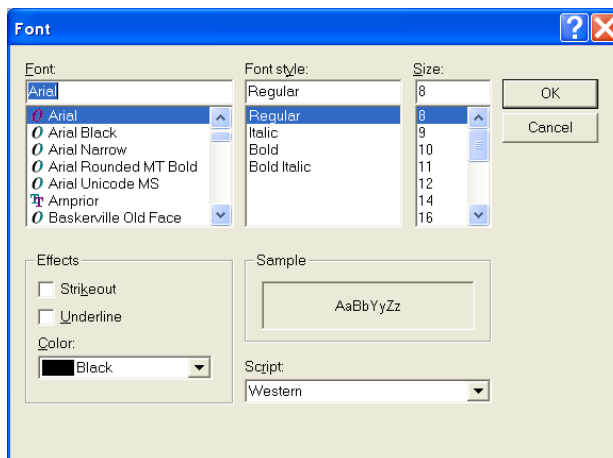 Font
Font:
Font style:
Size:
Arial
Regular
8
OK
Cancel
Arial
Arial Black
Arial Narrow
Arial Rounded MT Bold
Arial Unicode MS
Arnprior
Baskerville Old Face
Regular
Italic
Bold
Bold Italic
8
9
10
11
12
14
16
Effects
Strikeout
Underline
Color:
Black
Sample
AaBbYyZz
Script:
Western